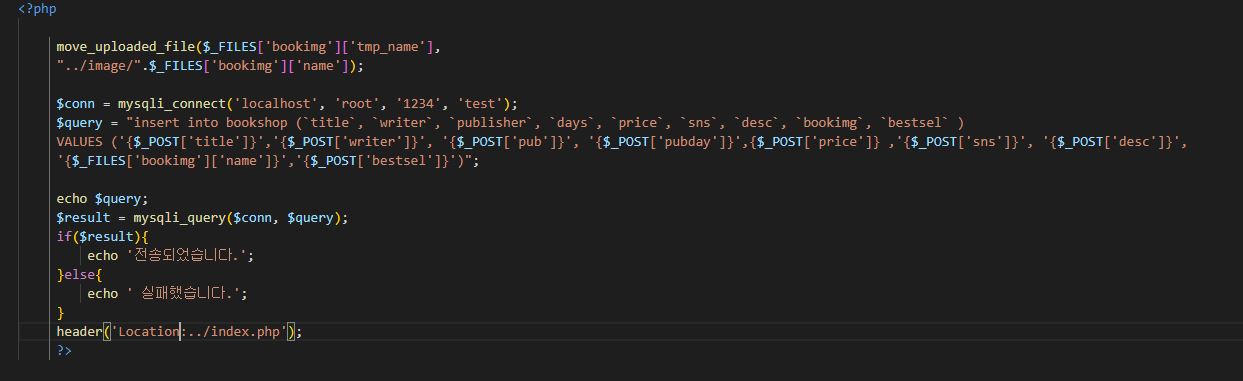 <?php
move_uploaded_file($_FILES['bookimg']['tmp_name'],
"../image/".$_FILES['bookimg']['name']);
$conn = mysqli_connect('localhost', 'root', '1234', 'test');
$query = "insert into bookshop (`title`, `writer`, `publisher`, `days`, `price`, `sns`, `desc`, `bookimg`, `bestsel` )
VALUES ('{$_POST['title']}','{$_POST['writer']}', '{$_POST['pub']}', '{$_POST['pubday']}',{$_POST['price']} ,'{$_POST['sns']}', '{$_POST['desc']}',
'{$_FILES['bookimg']['name']}','{$_POST['bestsel']}')";
echo $query;
$result = mysqli_query($conn, $query);
if($result){
echo '전송되었습니다.';
}else{
echo ' 실패했습니다.';
}
header('Location:../index.php');
?>